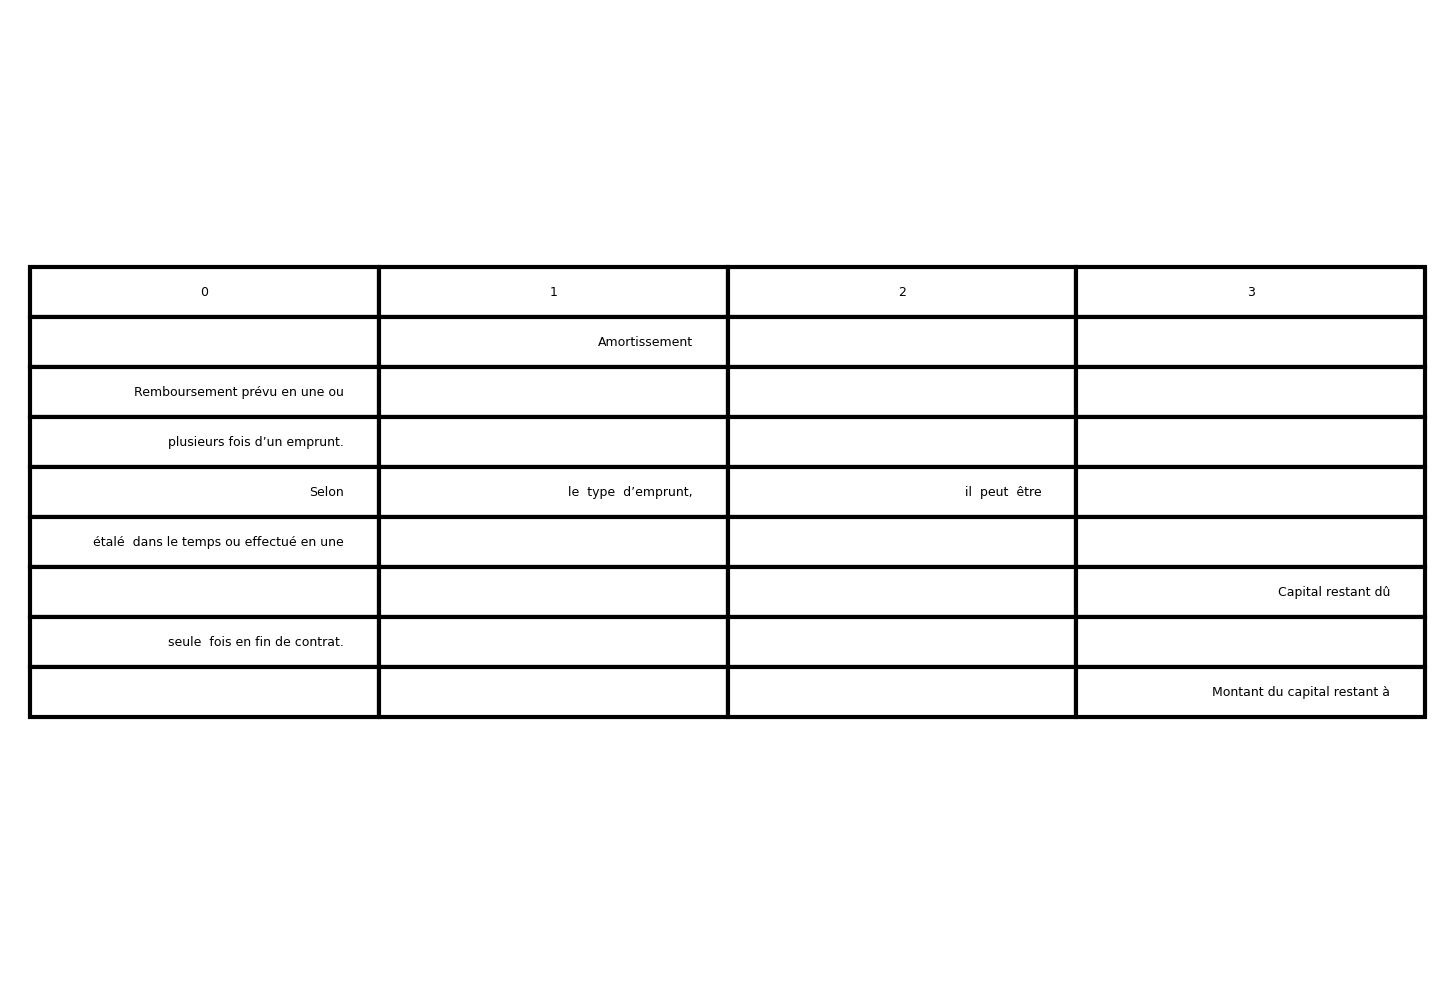 0 1 2 3
Amortissement
Remboursement prévu en une ou
plusieurs fois d’un emprunt.
Selon le  type  d’emprunt, il  peut  être
étalé  dans le temps ou effectué en une
Capital restant dû
seule  fois en fin de contrat.
Montant du capital restant à